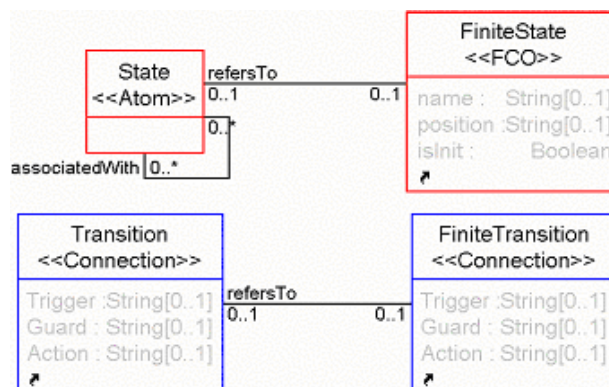 State
<<Atom>>
refersTo
0..1
0..1
0..*
associatedWith
0..*
FiniteState
<<FCO>>
name : String[0..1]
position :String[0..1]
isInit : Boolean
Transition
<<Connection>>
Trigger :String[0..1]
Guard : String[0..1]
Action : String[0..1]
refersTo
0..1
0..1
FiniteTransition
<<Connection>>
Trigger :String[0..1]
Guard : String[0..1]
Action : String[0..1]